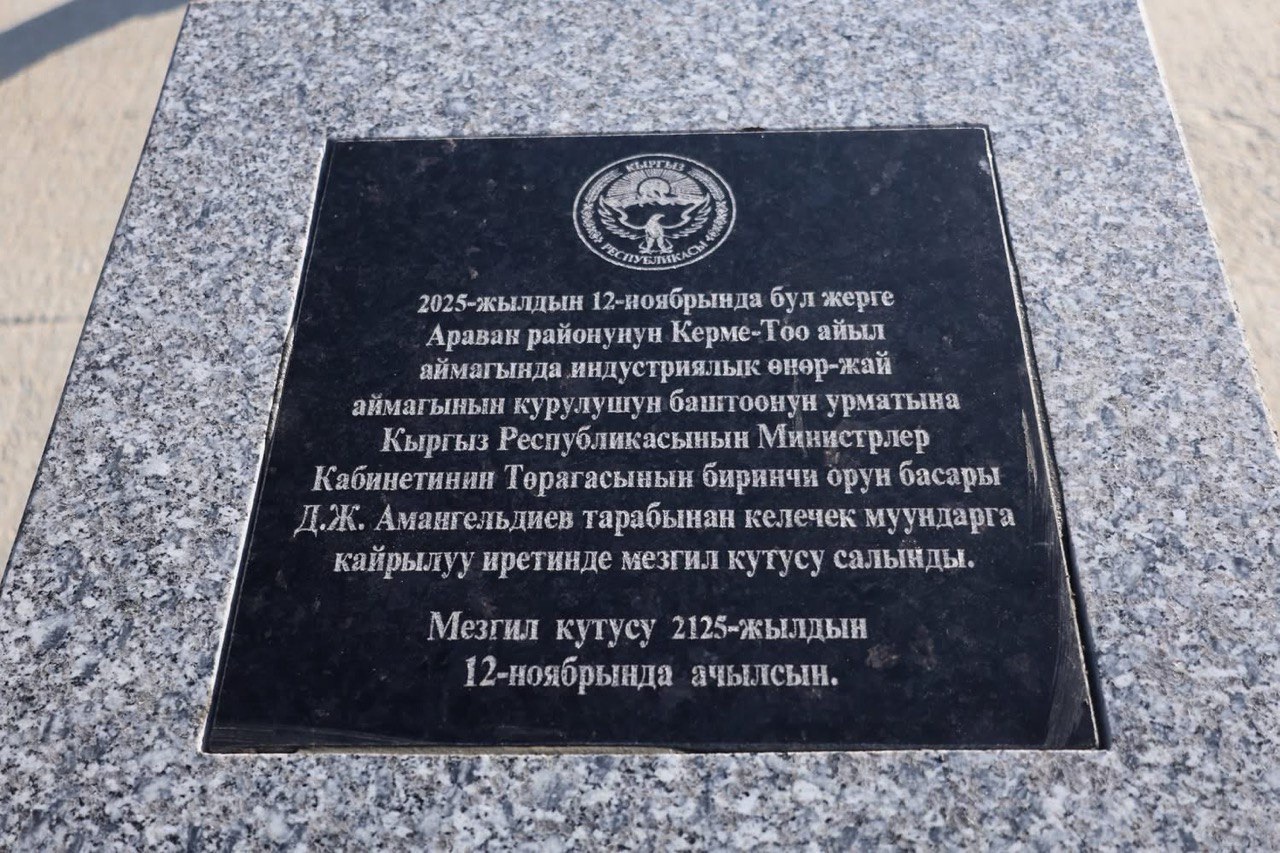 КЫРГЫЗ
РЕСПУБЛИКАСЫ
2025-жылдын 12-ноябрында бул жерге
Араван районунун Керме-Тоо айыл
аймагында индустриялык өнөр-жай
аймагынын курулушун баштоонун урматына
Кыргыз Республикасынын Министрлер
Кабинетинин Төрагасынын биринчи орун басары
Д.Ж. Амангельдиев тарабынан келечек муундарга
кайрылуу иретинде мезгил кутусу салынды.
Мезгил кутусу 2125-жылдын
12-ноябрында ачылсын.